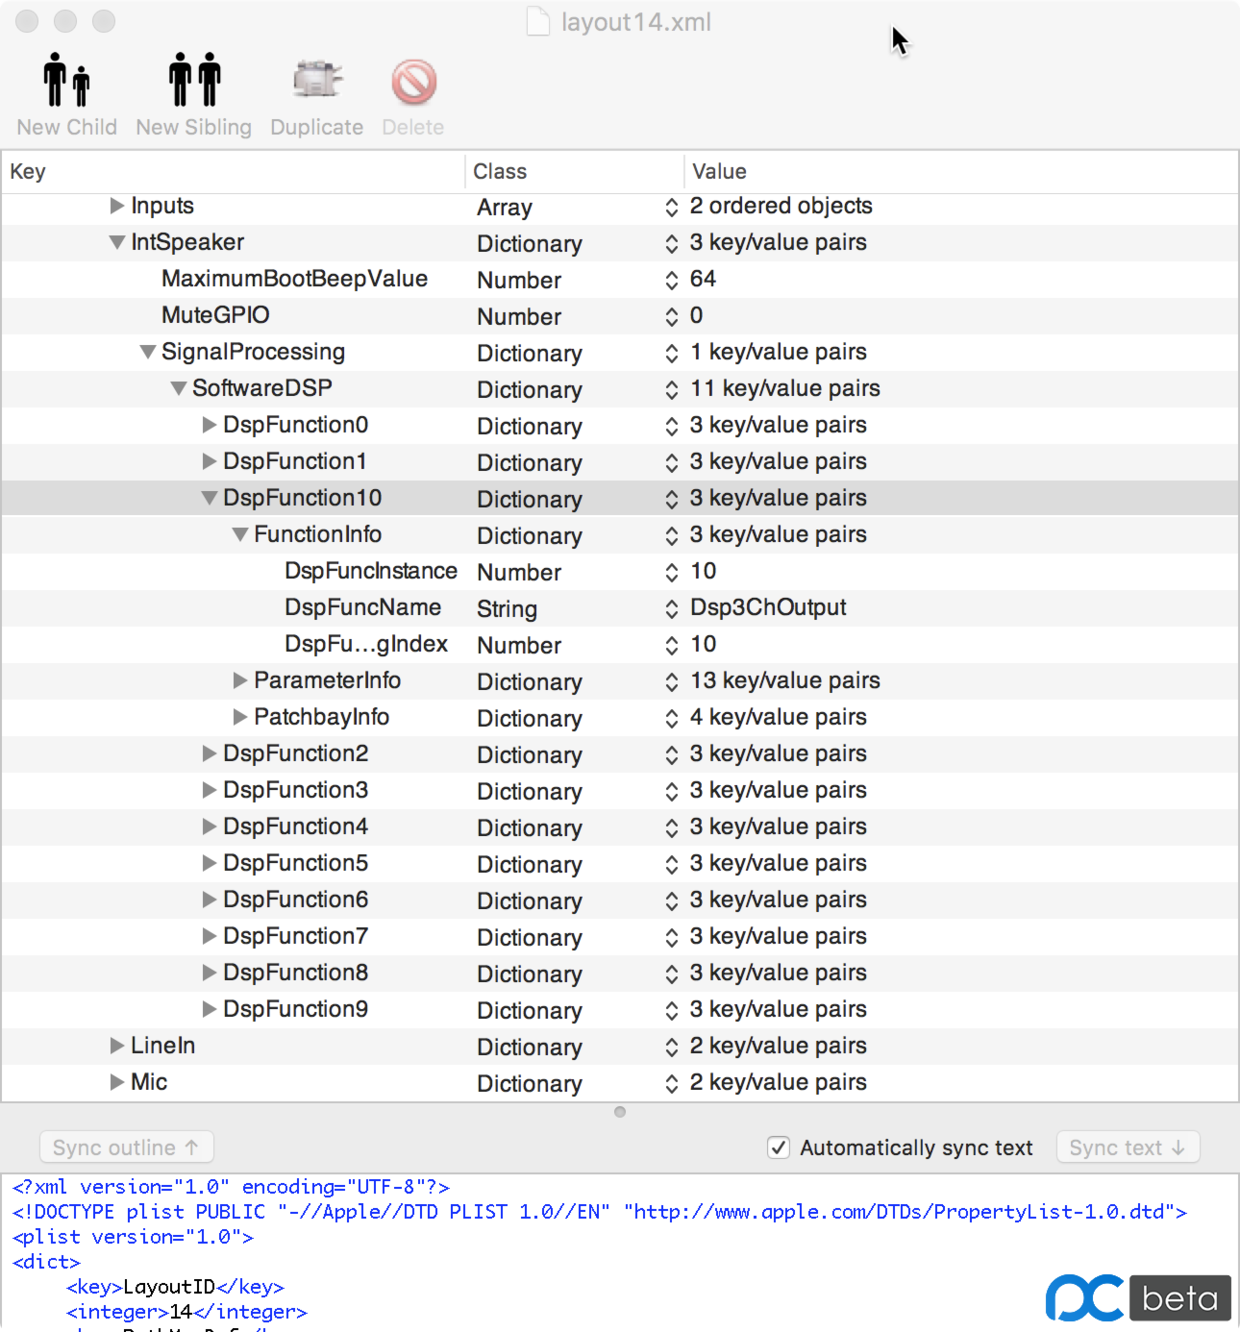 layout14.xml
New Child New Sibling Duplicate Delete
Key Class Value
Inputs Array 2 ordered objects
IntSpeaker Dictionary 3 key/value pairs
MaximumBootBeepValue Number 64
MuteGPIO Number 0
SignalProcessing Dictionary 1 key/value pairs
SoftwareDSP Dictionary 11 key/value pairs
DspFunction0 Dictionary 3 key/value pairs
DspFunction1 Dictionary 3 key/value pairs
DspFunction10 Dictionary 3 key/value pairs
FunctionInfo Dictionary 3 key/value pairs
DspFuncInstance Number 10
DspFuncName String Dsp3ChOutput
DspFu...gIndex Number 10
ParameterInfo Dictionary 13 key/value pairs
PatchbayInfo Dictionary 4 key/value pairs
DspFunction2 Dictionary 3 key/value pairs
DspFunction3 Dictionary 3 key/value pairs
DspFunction4 Dictionary 3 key/value pairs
DspFunction5 Dictionary 3 key/value pairs
DspFunction6 Dictionary 3 key/value pairs
DspFunction7 Dictionary 3 key/value pairs
DspFunction8 Dictionary 3 key/value pairs
DspFunction9 Dictionary 3 key/value pairs
LineIn Dictionary 2 key/value pairs
Mic Dictionary 2 key/value pairs
Sync outline ↑ Automatically sync text Sync text ↓
<?xml version="1.0" encoding="UTF-8"?>
<!DOCTYPE plist PUBLIC "-//Apple//DTD PLIST 1.0//EN" "http://www.apple.com/DTDs/PropertyList-1.0.dtd">
<plist version="1.0">
<dict>
<key>LayoutID</key>
<integer>14</integer>
pc beta